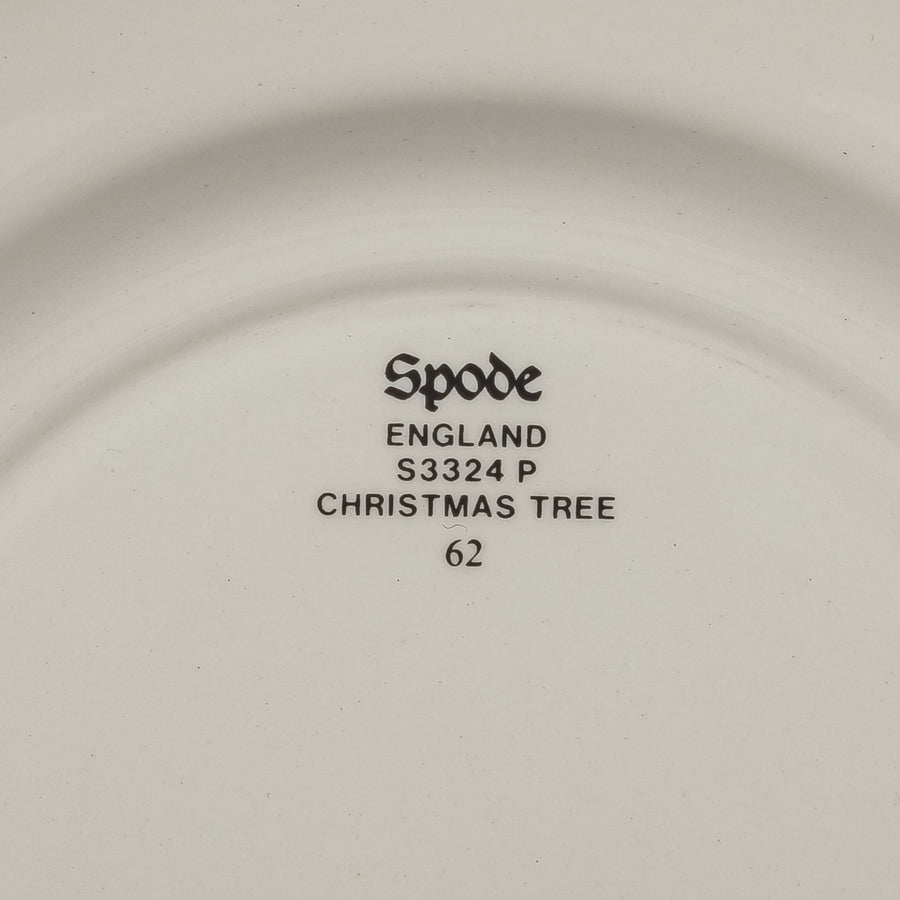 Spode
ENGLAND
S3324 P
CHRISTMAS TREE
62